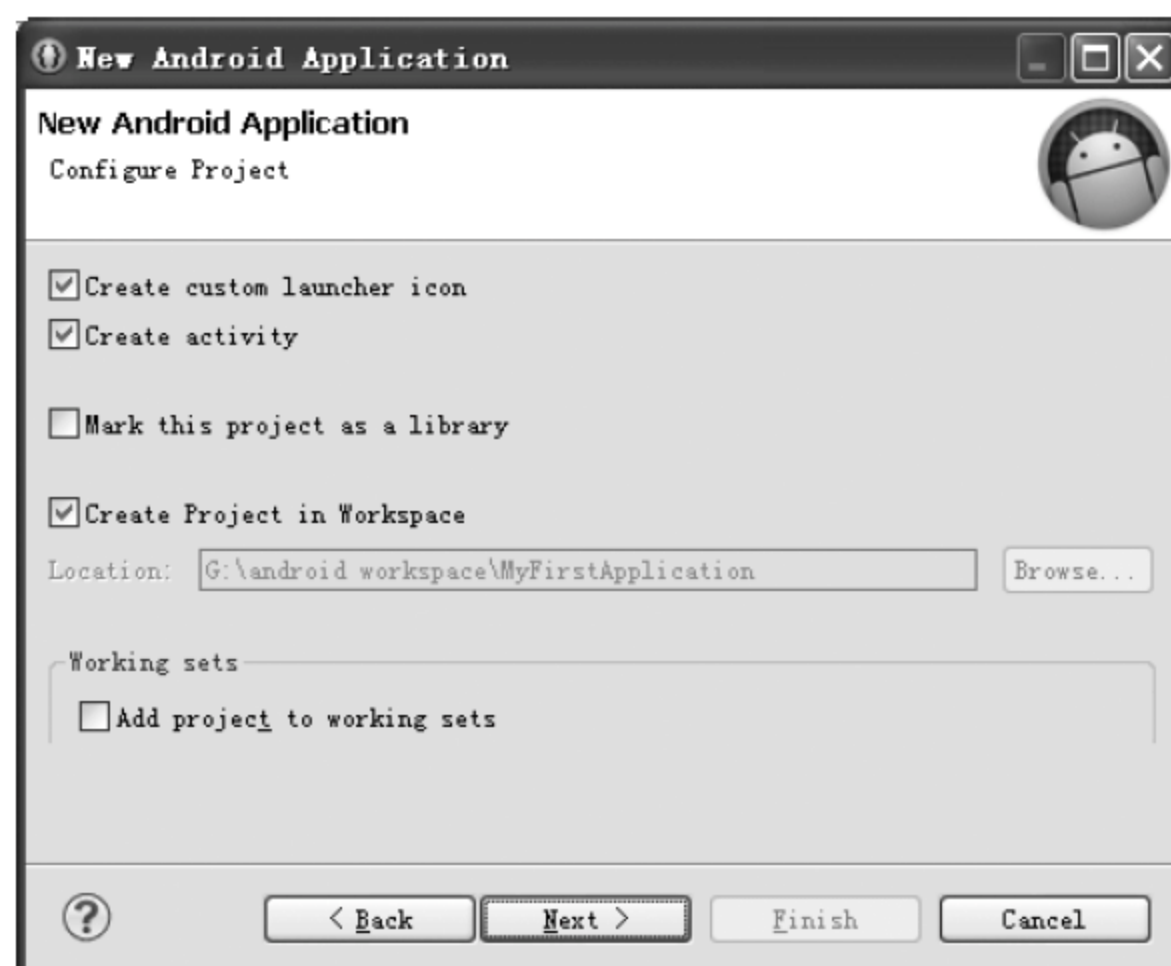 New Android Application
New Android Application
Configure Project
Create custom launcher icon
Create activity
Mark this project as a library
Create Project in Workspace
Location: G:\android workspace\MyFirstApplication Browse...
Working sets
Add project to working sets
? < Back Next > Finish Cancel